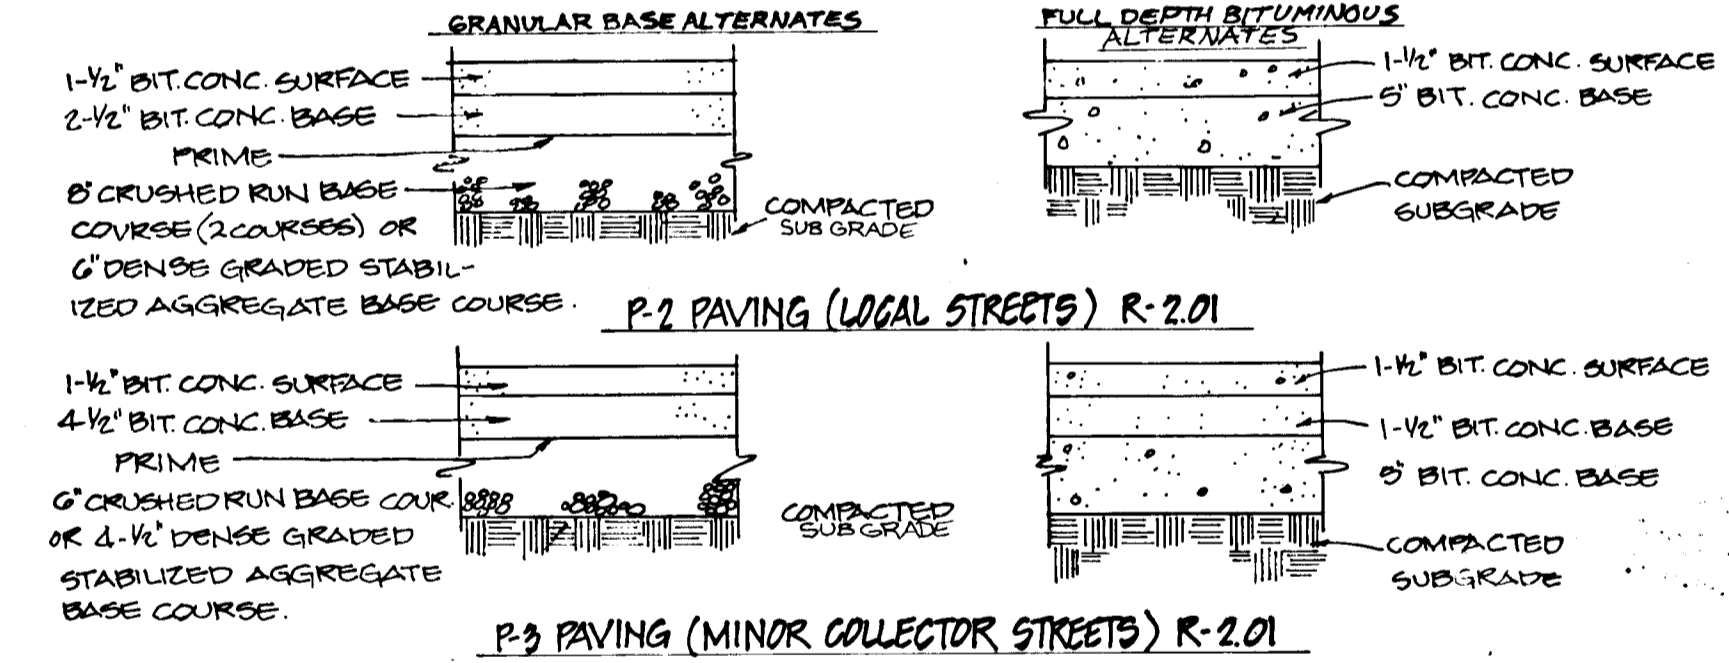 GRANULAR BASE ALTERNATES
1-1/2" BIT. CONC. SURFACE
2-1/2" BIT. CONC. BASE
PRIME
8" CRUSHED RUN BASE
COURSE (2 COURSES) OR
6" DENSE GRADED STABIL-
IZED AGGREGATE BASE COURSE.
COMPACTED
SUB GRADE
FULL DEPTH BITUMINOUS
ALTERNATES
1-1/2" BIT. CONC. SURFACE
5" BIT. CONC. BASE
COMPACTED
SUBGRADE
P-2 PAVING (LOCAL STREETS) R-2.01
1-1/2" BIT. CONC. SURFACE
4-1/2" BIT. CONC. BASE
PRIME
6" CRUSHED RUN BASE COUR.
OR 4-1/2" DENSE GRADED
STABILIZED AGGREGATE
BASE COURSE.
COMPACTED
SUB GRADE
1-1/2" BIT. CONC. SURFACE
1-1/2" BIT. CONC. BASE
5" BIT. CONC. BASE
COMPACTED
SUBGRADE
P-3 PAVING (MINOR COLLECTOR STREETS) R-2.01